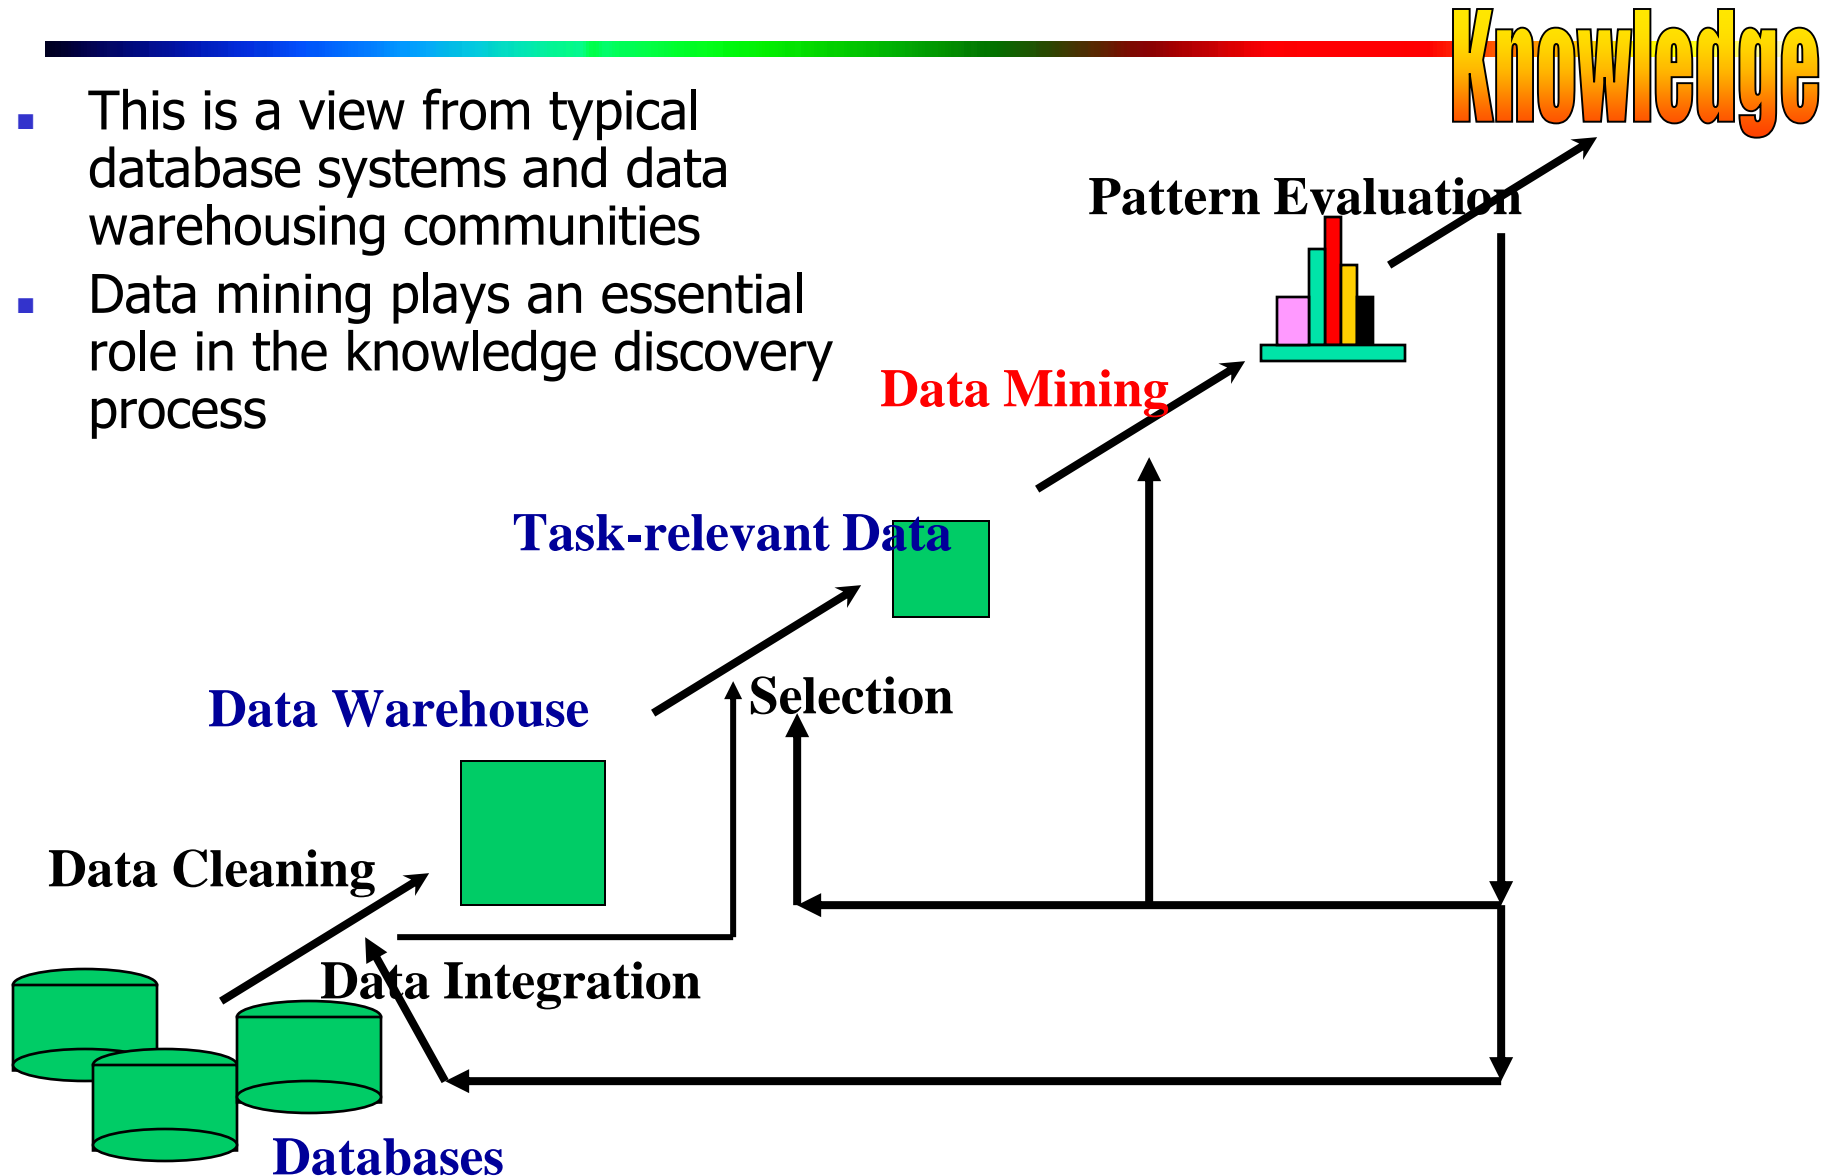 Knowledge
This is a view from typical
database systems and data
warehousing communities
Data mining plays an essential
role in the knowledge discovery
process
Pattern Evaluation
Data Mining
Task-relevant Data
Selection
Data Warehouse
Data Cleaning
Data Integration
Databases